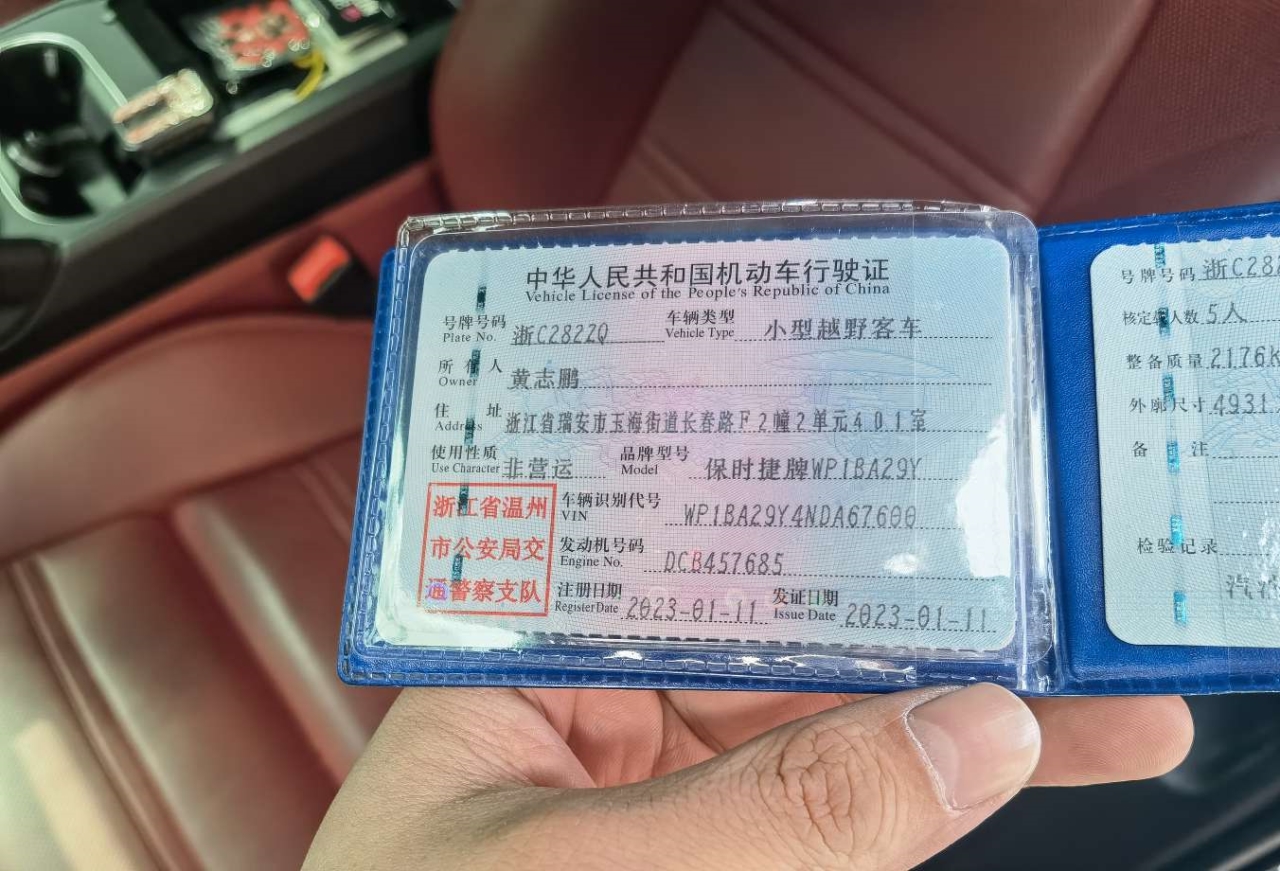 中华人民共和国机动车行驶证
Vehicle License of the People's Republic of China
号牌号码 Plate No. 浙C2822Q 车辆类型 Vehicle Type 小型越野客车
所有人 Owner 黄志鹏
住址 Address 浙江省瑞安市玉海街道长春路F2幢2单元401室
使用性质 Use Character 非营运 品牌型号 Model 保时捷牌WP1BA29Y
浙江省温州
市公安局交
通警察支队
车辆识别代号 VIN WP1BA29Y4NDA67600
发动机号码 Engine No. DCB457685
注册日期 Register Date 2023-01-11 发证日期 Issue Date 2023-01-11
号牌号码 浙C282
核定载人数 5人
整备质量 2176K
外廓尺寸 4931
备注
检验记录